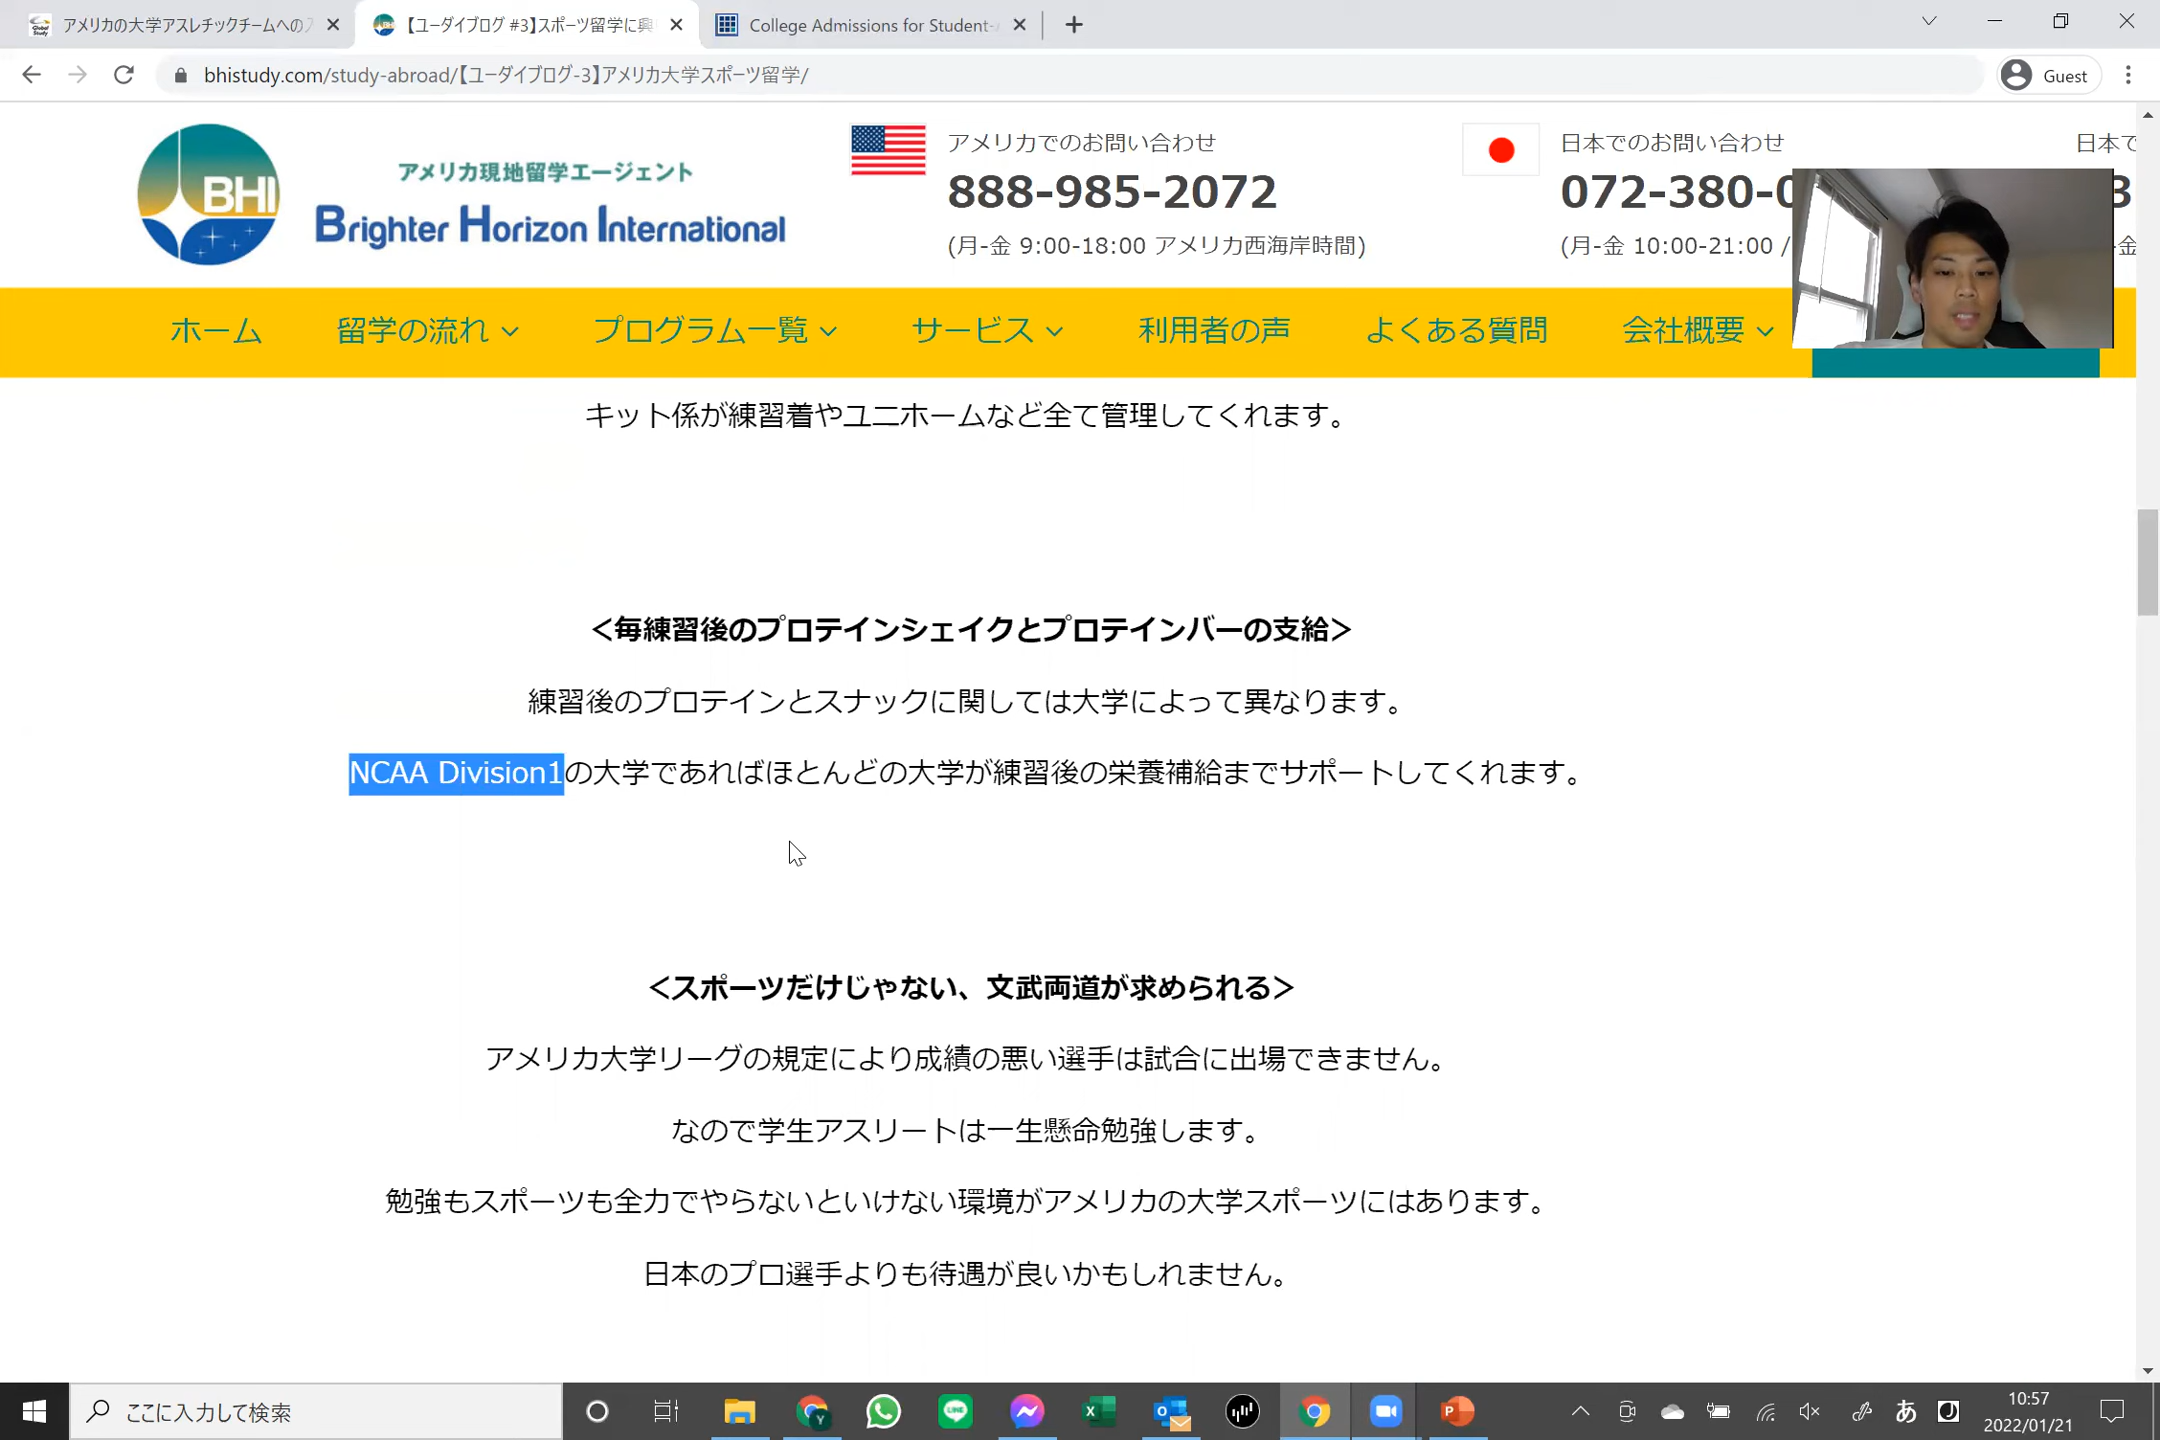 アメリカの大学アスレチックチームへの
【ユーダイブログ #3】スポーツ留学に興
College Admissions for Student-
bhistudy.com/study-abroad/【ユーダイブログ-3】アメリカ大学スポーツ留学/
Guest
BHI
アメリカ現地留学エージェント
Brighter Horizon International
アメリカでのお問い合わせ
888-985-2072
(月-金 9:00-18:00 アメリカ西海岸時間)
日本でのお問い合わせ
072-380-
(月-金 10:00-21:00 /
日本で
3
金
ホーム
留学の流れ
プログラム一覧
サービス
利用者の声
よくある質問
会社概要
キット係が練習着やユニホームなど全て管理してくれます。
<毎練習後のプロテインシェイクとプロテインバーの支給>
練習後のプロテインとスナックに関しては大学によって異なります。
NCAA Division1の大学であればほとんどの大学が練習後の栄養補給までサポートしてくれます。
<スポーツだけじゃない、文武両道が求められる>
アメリカ大学リーグの規定により成績の悪い選手は試合に出場できません。
なので学生アスリートは一生懸命勉強します。
勉強もスポーツも全力でやらないといけない環境がアメリカの大学スポーツにはあります。
日本のプロ選手よりも待遇が良いかもしれません。
ここに入力して検索
あ
10:57
2022/01/21